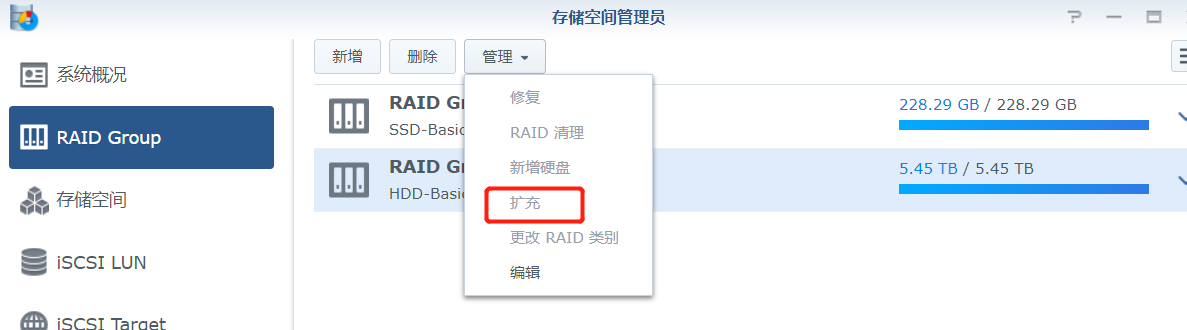 存储空间管理员
新增 删除 管理
系统概况
RAID Group
存储空间
iSCSI LUN
iSCSI Target
修复
RAID 清理
新增硬盘
扩充
更改 RAID 类别
编辑
RAID
SSD-Basic
228.29 GB / 228.29 GB
RAID
HDD-Basic
5.45 TB / 5.45 TB